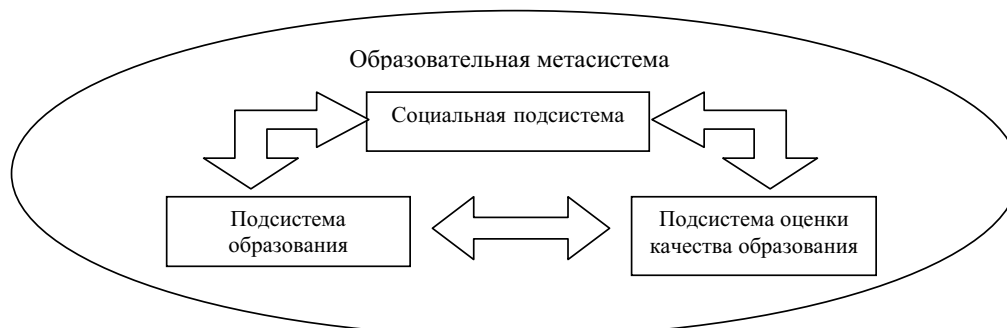 Образовательная метасистема
Социальная подсистема
Подсистема
образования
Подсистема оценки
качества образования